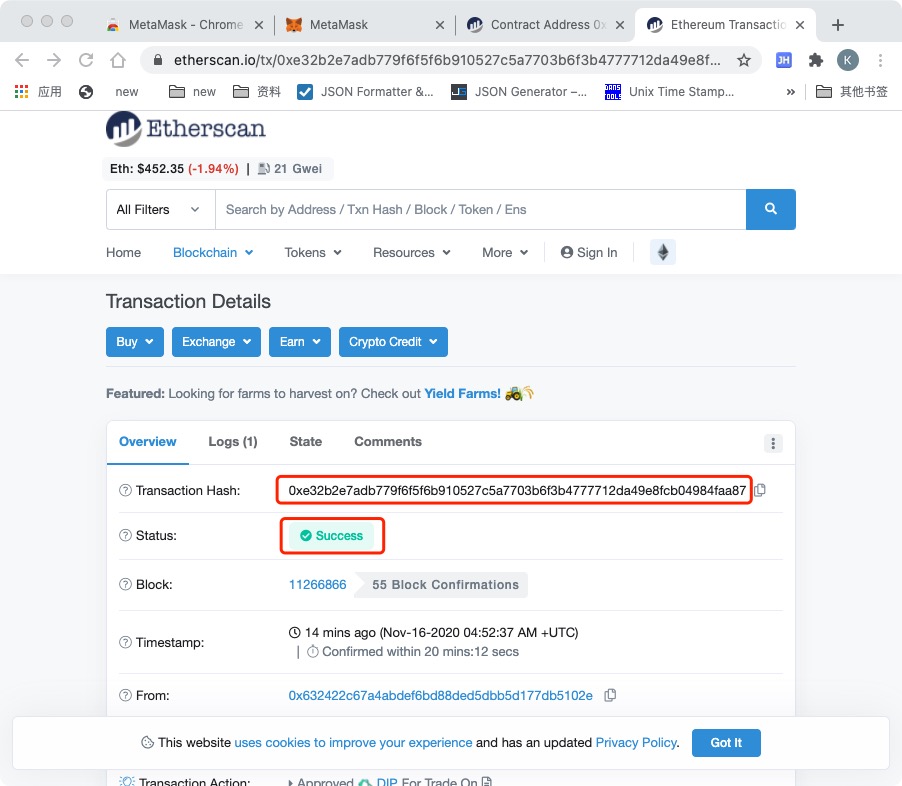 MetaMask - Chrome
MetaMask
Contract Address 0x
Ethereum Transactio
etherscan.io/tx/0xe32b2e7adb779f6f5f6b910527c5a7703b6f3b4777712da49e8f...
JH
K
应用
new
new
资料
JSON Formatter &...
JSON Generator –...
Unix Time Stamp...
»
其他书签
Etherscan
Eth: $452.35 (-1.94%) | 21 Gwei
All Filters
Search by Address / Txn Hash / Block / Token / Ens
Home
Blockchain
Tokens
Resources
More
Sign In
Transaction Details
Buy
Exchange
Earn
Crypto Credit
Featured: Looking for farms to harvest on? Check out Yield Farms!
Overview
Logs (1)
State
Comments
Transaction Hash:
0xe32b2e7adb779f6f5f6b910527c5a7703b6f3b4777712da49e8fcb04984faa87
Status:
Success
Block:
11266866
55 Block Confirmations
Timestamp:
14 mins ago (Nov-16-2020 04:52:37 AM +UTC)
| Confirmed within 20 mins:12 secs
From:
0x632422c67a4abdef6bd88ded5dbb5d177db5102e
This website uses cookies to improve your experience and has an updated Privacy Policy.
Got It
Transaction Action:
Approved DIP For Trade On